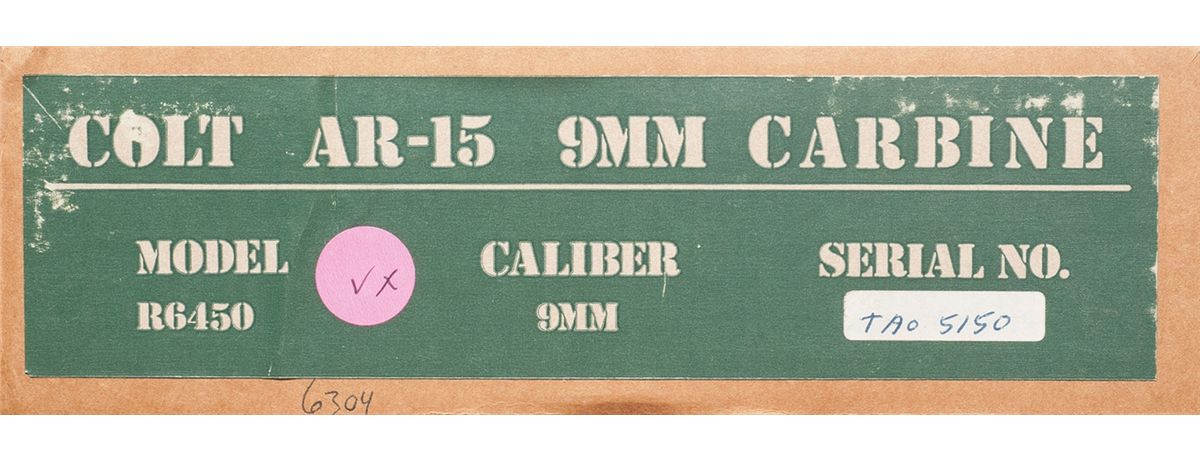 COLT AR-15 9MM CARBINE
MODEL CALIBER SERIAL NO.
VX
R6450 9MM TAO 5150
6304